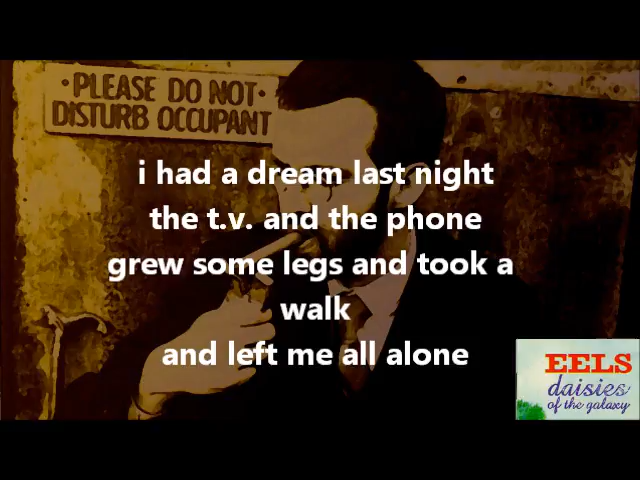 ·PLEASE DO NOT·
DISTURB OCCUPANT
i had a dream last night
the t.v. and the phone
grew some legs and took a
walk
and left me all alone
EELS
daisies
of the galaxy